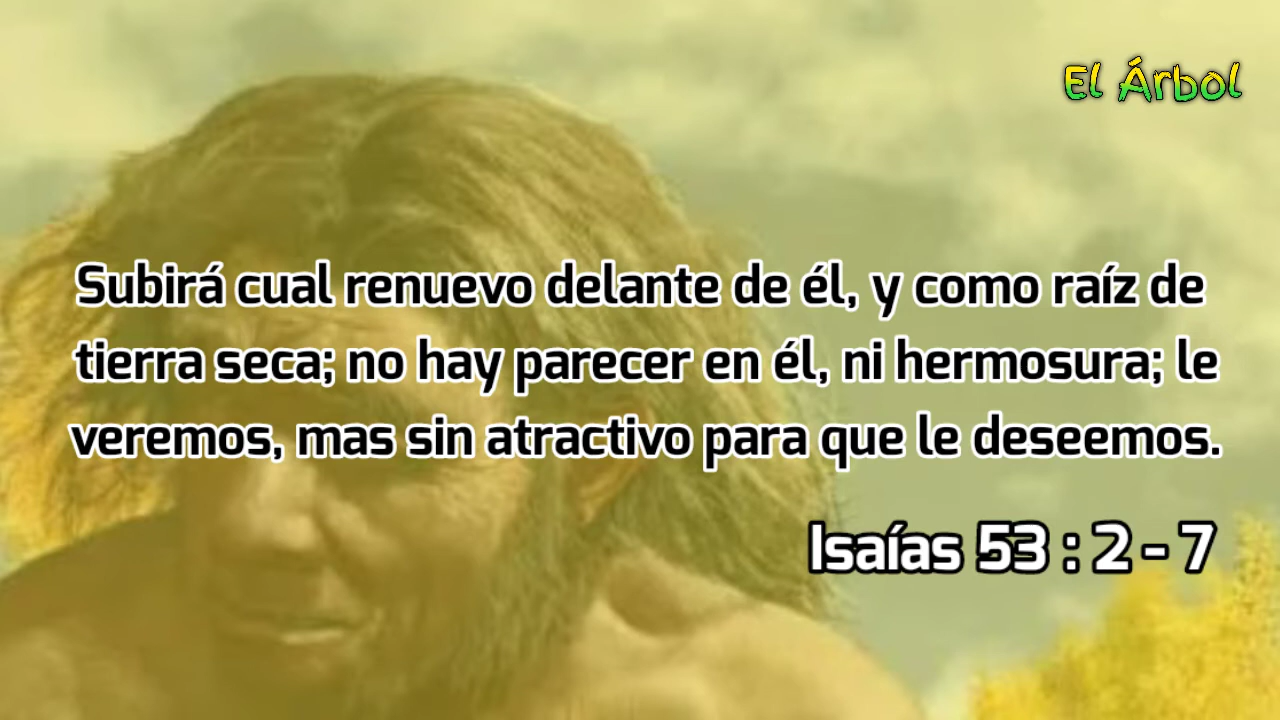 El Árbol
Subirá cual renuevo delante de él, y como raíz de
tierra seca; no hay parecer en él, ni hermosura; le
veremos, mas sin atractivo para que le deseemos.
Isaías 53 : 2 - 7